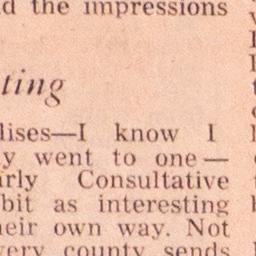 d the impressions
ting
lises—I know I
y went to one—
arly Consultative
bit as interesting
heir own way. Not
very county sends